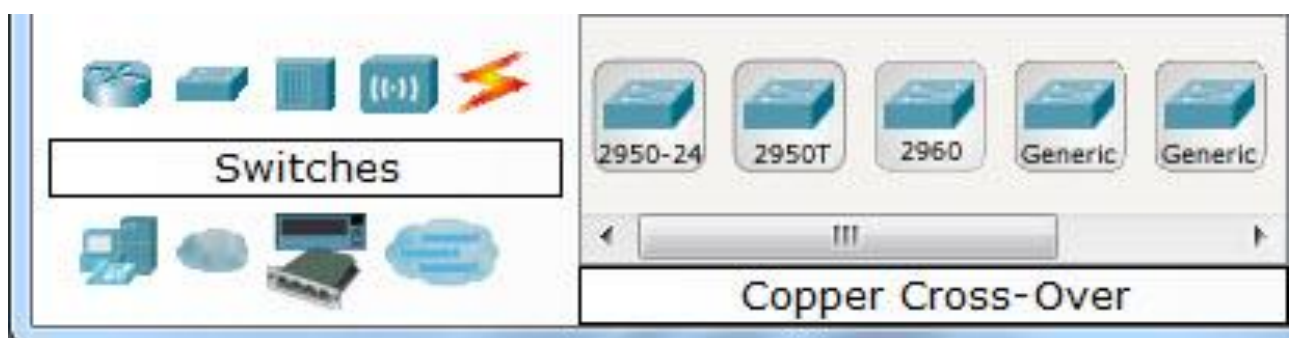 2950-24
2950T
2960
Generic
Generic
Switches
Copper Cross-Over